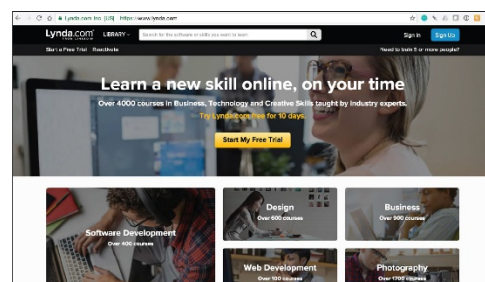 Lynda.com Inc [US] https://www.lynda.com
Lynda.com
FROM LINKEDIN
LIBRARY
Search for the software or skills you want to learn
Sign in
Sign Up
Start a Free Trial Reactivate
Need to train 5 or more people?
Learn a new skill online, on your time
Over 4000 courses in Business, Technology and Creative Skills taught by industry experts.
Try Lynda.com free for 10 days.
Start My Free Trial
Software Development
Over 400 courses
Design
Over 600 courses
Business
Over 900 courses
Web Development
Over 100 courses
Photography
Over 1700 courses